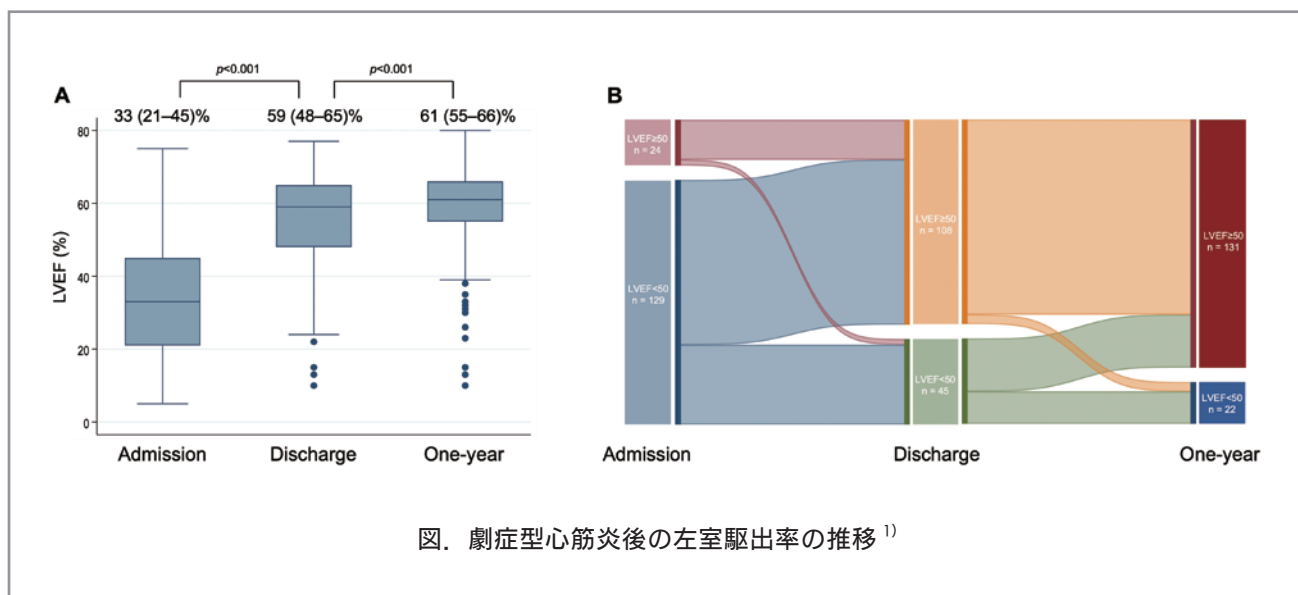 p<0.001
p<0.001
A
33 (21–45)%
59 (48–65)%
61 (55–66)%
80
60
40
20
0
LVEF (%)
Admission
Discharge
One-year
B
LVEF≥50
n = 24
LVEF<50
n = 129
LVEF≥50
n = 108
LVEF<50
n = 45
LVEF≥50
n = 131
LVEF<50
n = 22
Admission
Discharge
One-year
図．劇症型心筋炎後の左室駆出率の推移 1)